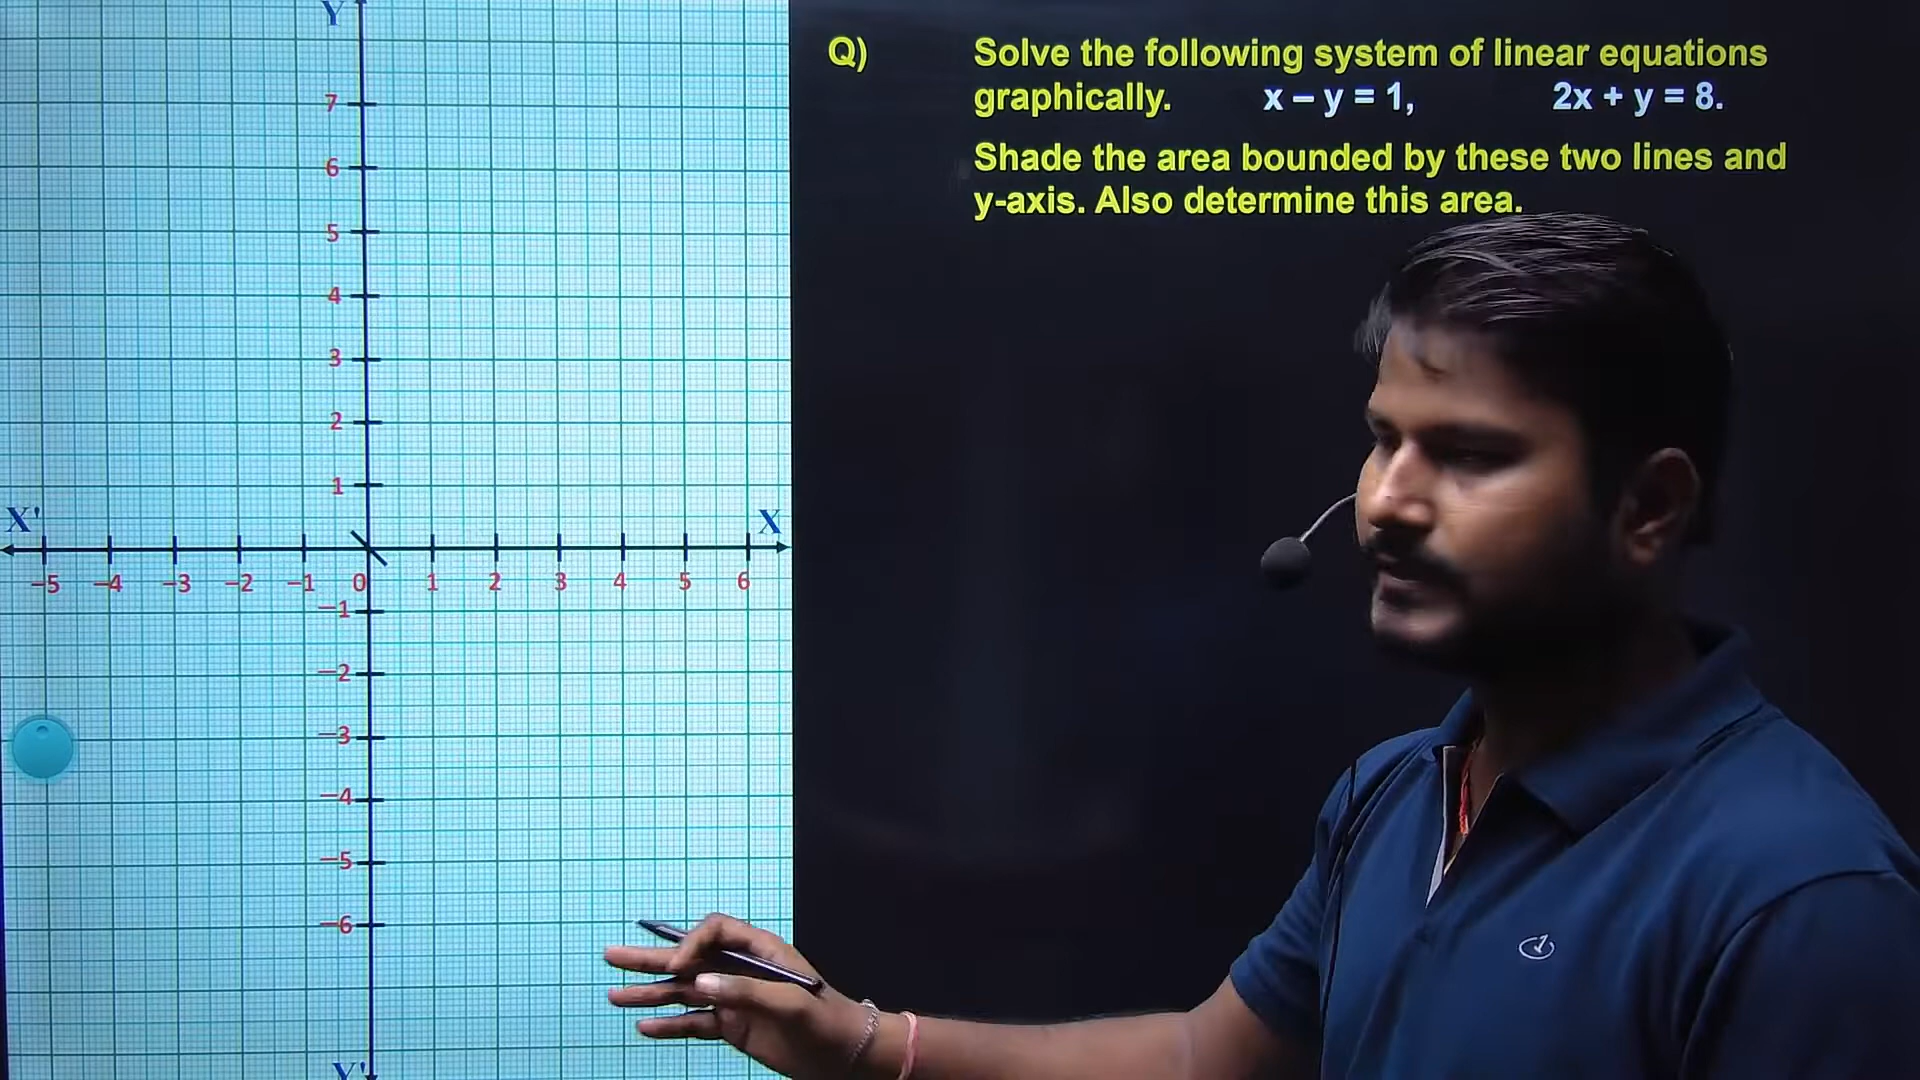 Y
7
6
5
4
3
2
1
X' X
–5 –4 –3 –2 –1 0 1 2 3 4 5 6
–1
–2
–3
–4
–5
–6
Y'
Q) Solve the following system of linear equations
graphically. x – y = 1, 2x + y = 8.
Shade the area bounded by these two lines and
y-axis. Also determine this area.